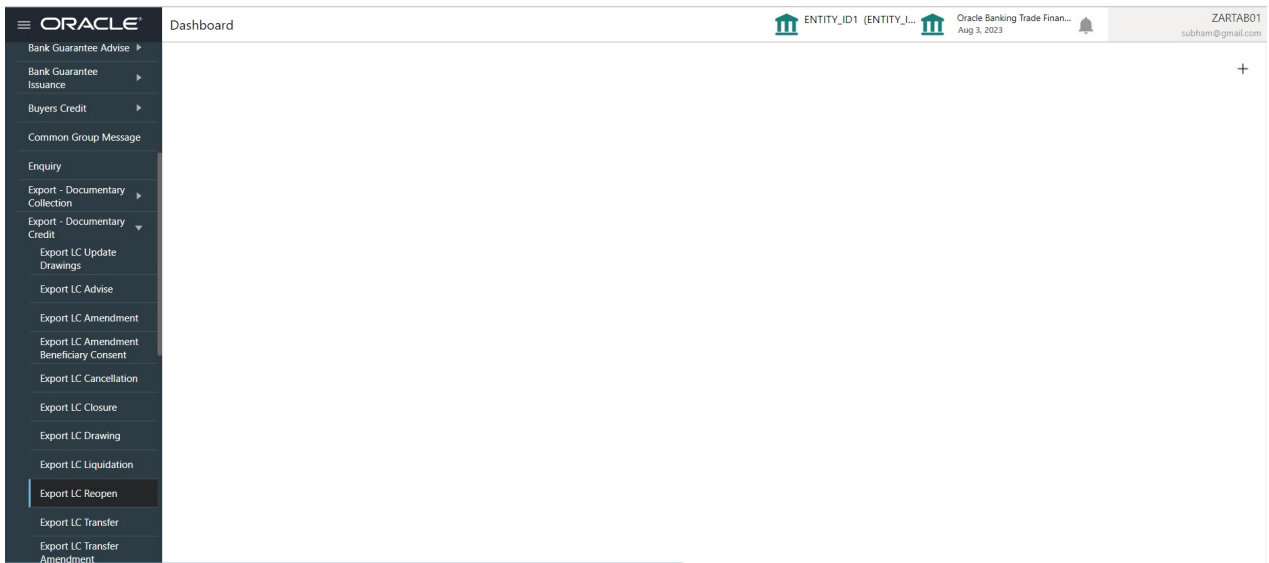 ORACLE
Dashboard
ENTITY_ID1 (ENTITY_I...
Oracle Banking Trade Finan...
Aug 3, 2023
ZARTAB01
subham@gmail.com
Bank Guarantee Advise
Bank Guarantee
Issuance
Buyers Credit
Common Group Message
Enquiry
Export - Documentary
Collection
Export - Documentary
Credit
Export LC Update
Drawings
Export LC Advise
Export LC Amendment
Export LC Amendment
Beneficiary Consent
Export LC Cancellation
Export LC Closure
Export LC Drawing
Export LC Liquidation
Export LC Reopen
Export LC Transfer
Export LC Transfer
Amendment